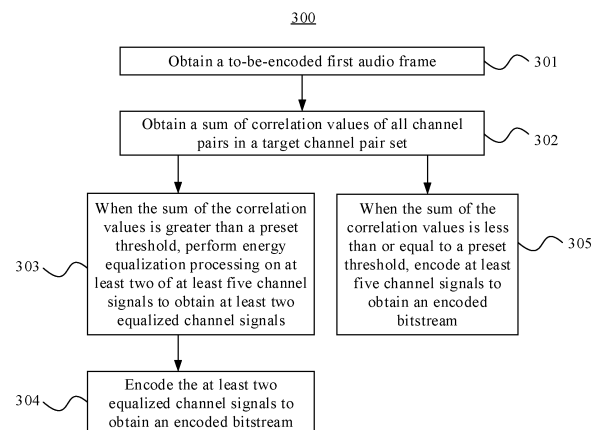 300
Obtain a to-be-encoded first audio frame
301
Obtain a sum of correlation values of all channel
pairs in a target channel pair set
302
When the sum of the correlation
values is greater than a preset
threshold, perform energy
equalization processing on at
least two of at least five channel
signals to obtain at least two
equalized channel signals
303
When the sum of the
correlation values is less
than or equal to a preset
threshold, encode at least
five channel signals to
obtain an encoded
bitstream
305
Encode the at least two
equalized channel signals to
obtain an encoded bitstream
304